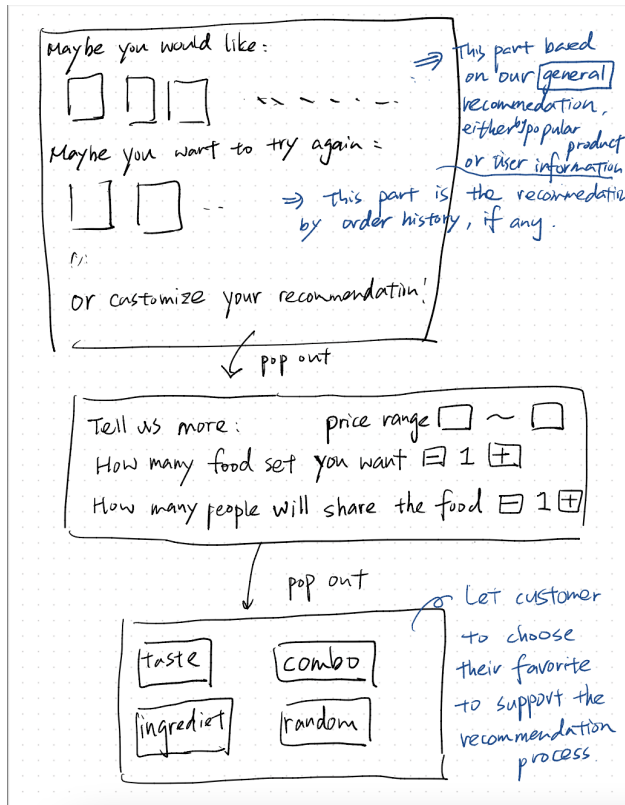 Maybe you would like:
Maybe you want to try again:
or customize your recommendation!
⇒ This part based
on our general
recommedation,
either by popular
product
or user information
⇒ This part is the recommedation
by order history, if any.
pop out
Tell us more: price range ~
How many food set you want - 1 +
How many people will share the food - 1 +
pop out
taste combo
ingrediet random
Let customer
to choose
their favorite
to support the
recommendation
process.